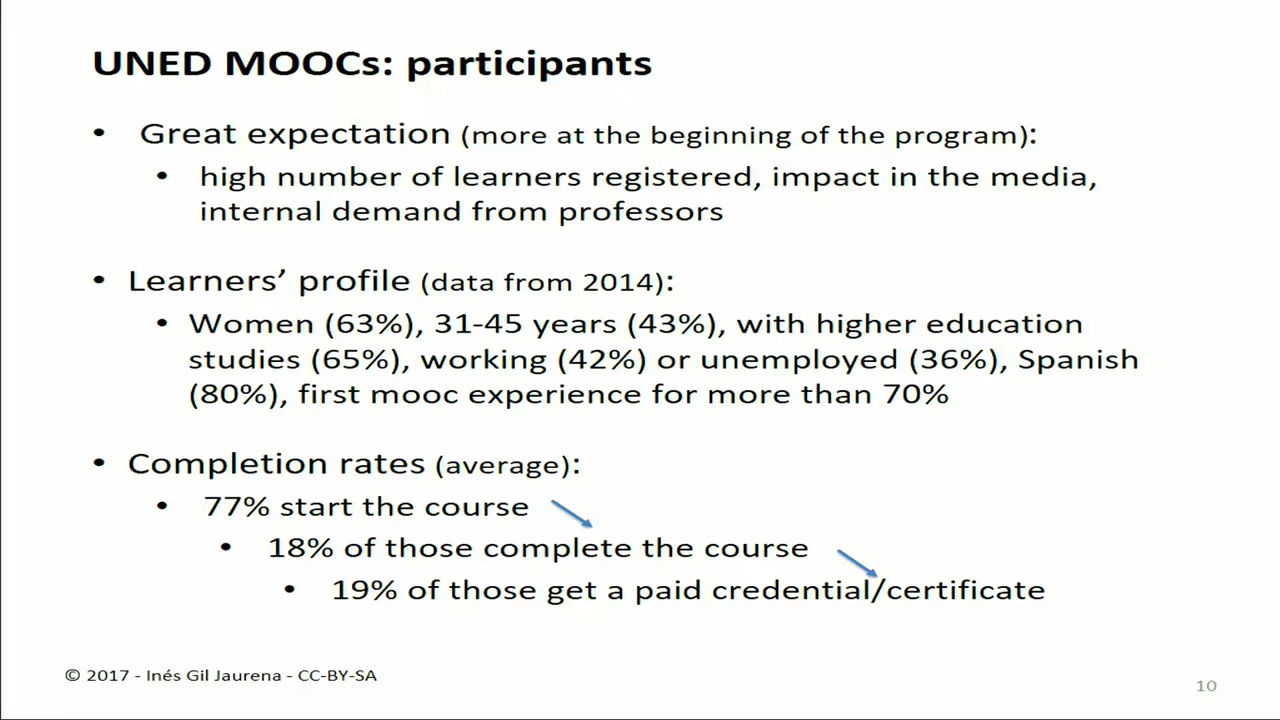 UNED MOOCs: participants
• Great expectation (more at the beginning of the program):
• high number of learners registered, impact in the media,
internal demand from professors
• Learners’ profile (data from 2014):
• Women (63%), 31-45 years (43%), with higher education
studies (65%), working (42%) or unemployed (36%), Spanish
(80%), first mooc experience for more than 70%
• Completion rates (average):
• 77% start the course
• 18% of those complete the course
• 19% of those get a paid credential/certificate
© 2017 - Inés Gil Jaurena - CC-BY-SA
10